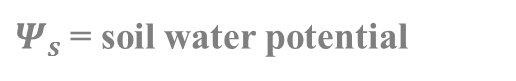 Ψₛ = soil water potential